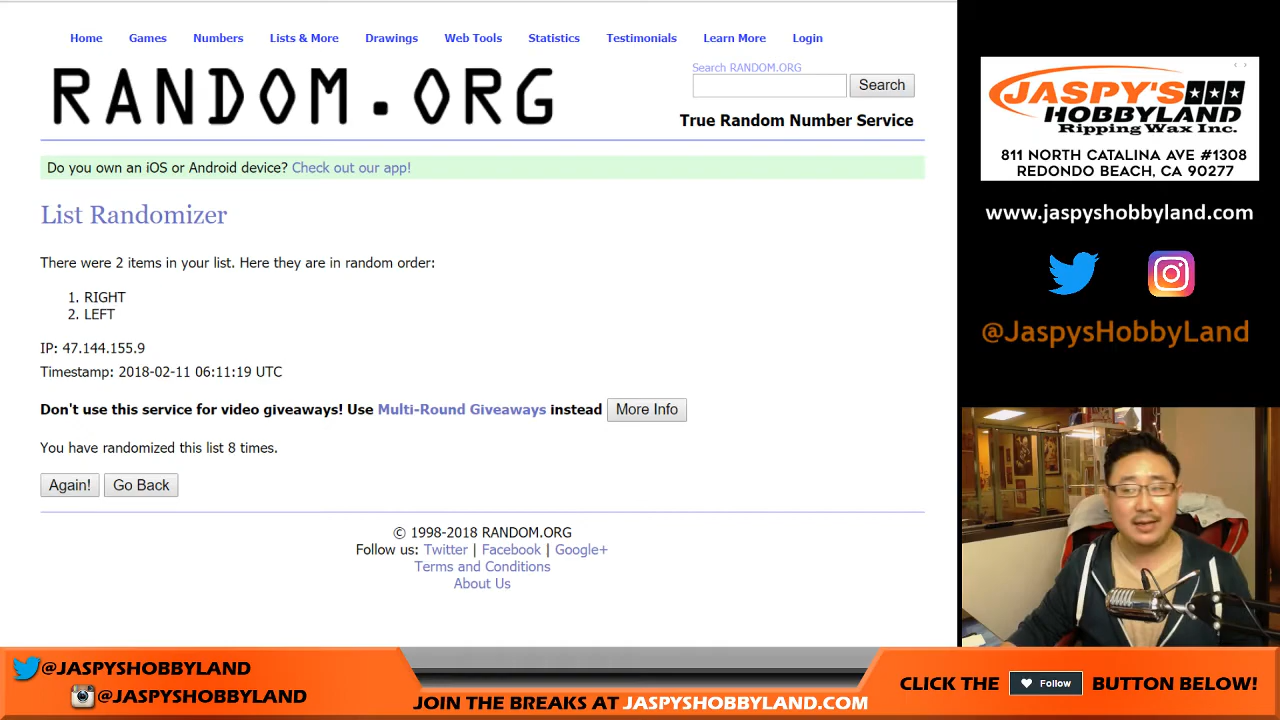 Home Games Numbers Lists & More Drawings Web Tools Statistics Testimonials Learn More Login
RANDOM.ORG
Search RANDOM.ORG
Search
True Random Number Service
Do you own an iOS or Android device? Check out our app!
List Randomizer
There were 2 items in your list. Here they are in random order:
1. RIGHT
2. LEFT
IP: 47.144.155.9
Timestamp: 2018-02-11 06:11:19 UTC
Don't use this service for video giveaways! Use Multi-Round Giveaways instead More Info
You have randomized this list 8 times.
Again! Go Back
© 1998-2018 RANDOM.ORG
Follow us: Twitter | Facebook | Google+
Terms and Conditions
About Us
JASPY'S
HOBBYLAND
Ripping Wax Inc.
811 NORTH CATALINA AVE #1308
REDONDO BEACH, CA 90277
www.jaspyshobbyland.com
@JaspysHobbyLand
@JASPYSHOBBYLAND
@JASPYSHOBBYLAND
JOIN THE BREAKS AT JASPYSHOBBYLAND.COM
CLICK THE Follow BUTTON BELOW!